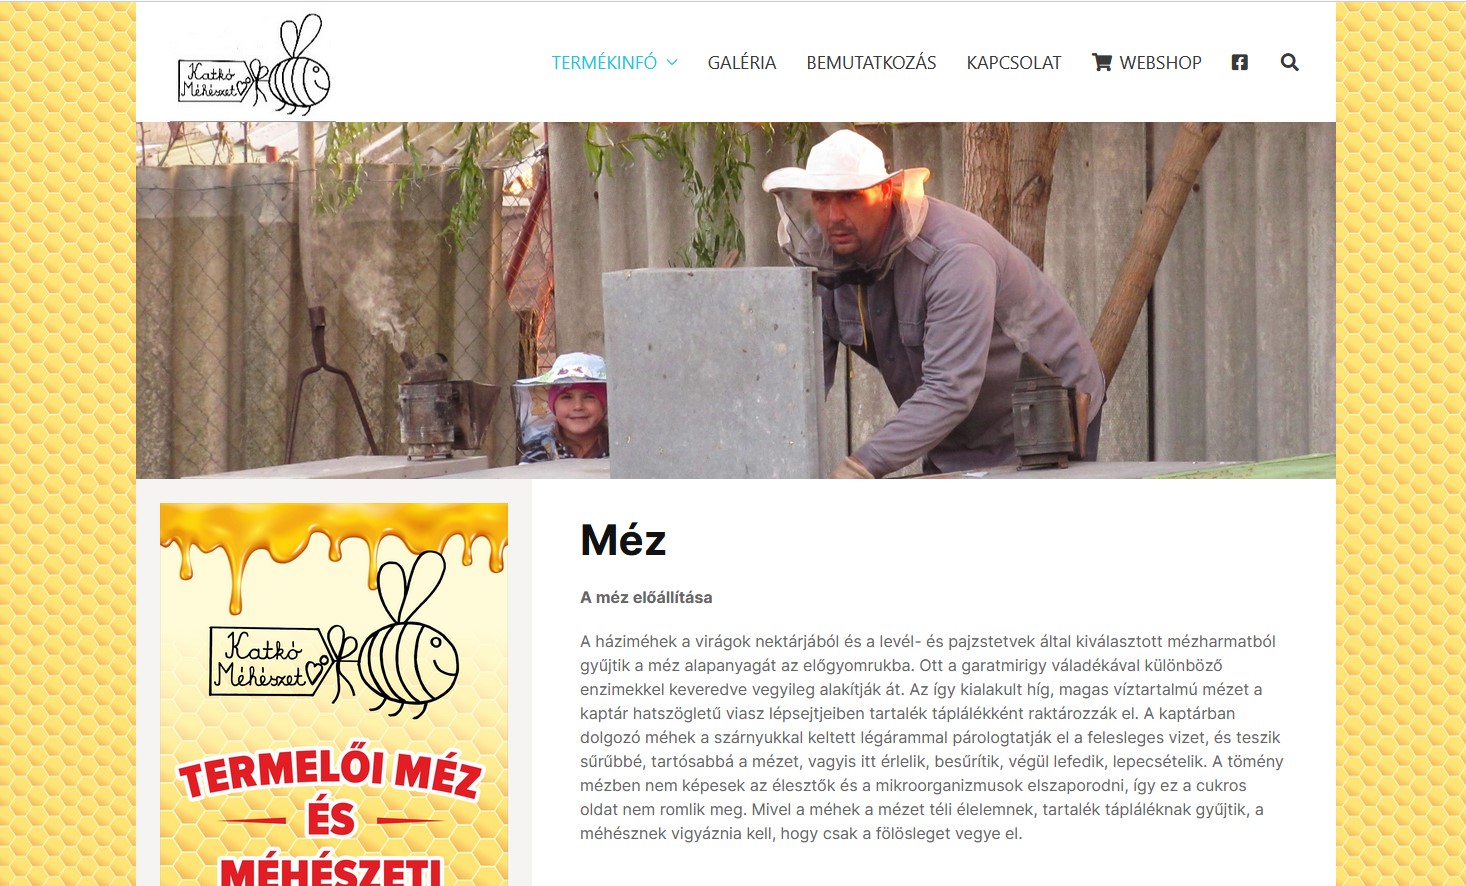 Katkó
Méhészet
TERMÉKINFÓ
GALÉRIA
BEMUTATKOZÁS
KAPCSOLAT
WEBSHOP
Katkó
Méhészet
TERMELŐI MÉZ
ÉS
MÉHÉSZETI
Méz
A méz előállítása
A háziméhek a virágok nektárjából és a levél- és pajzstetvek által kiválasztott mézharmatból
gyűjtik a méz alapanyagát az előgyomrukba. Ott a garatmirigy váladékával különböző
enzimekkel keveredve vegyileg alakítják át. Az így kialakult híg, magas víztartalmú mézet a
kaptár hatszögletű viasz lépsejtjeiben tartalék táplálékként raktározzák el. A kaptárban
dolgozó méhek a szárnyukkal keltett légárammal párologtatják el a felesleges vizet, és teszik
sűrűbbé, tartósabbá a mézet, vagyis itt érlelik, besűrítik, végül lefedik, lepecsételik. A tömény
mézben nem képesek az élesztők és a mikroorganizmusok elszaporodni, így ez a cukros
oldat nem romlik meg. Mivel a méhek a mézet téli élelemnek, tartalék tápláléknak gyűjtik, a
méhésznek vigyáznia kell, hogy csak a fölösleget vegye el.